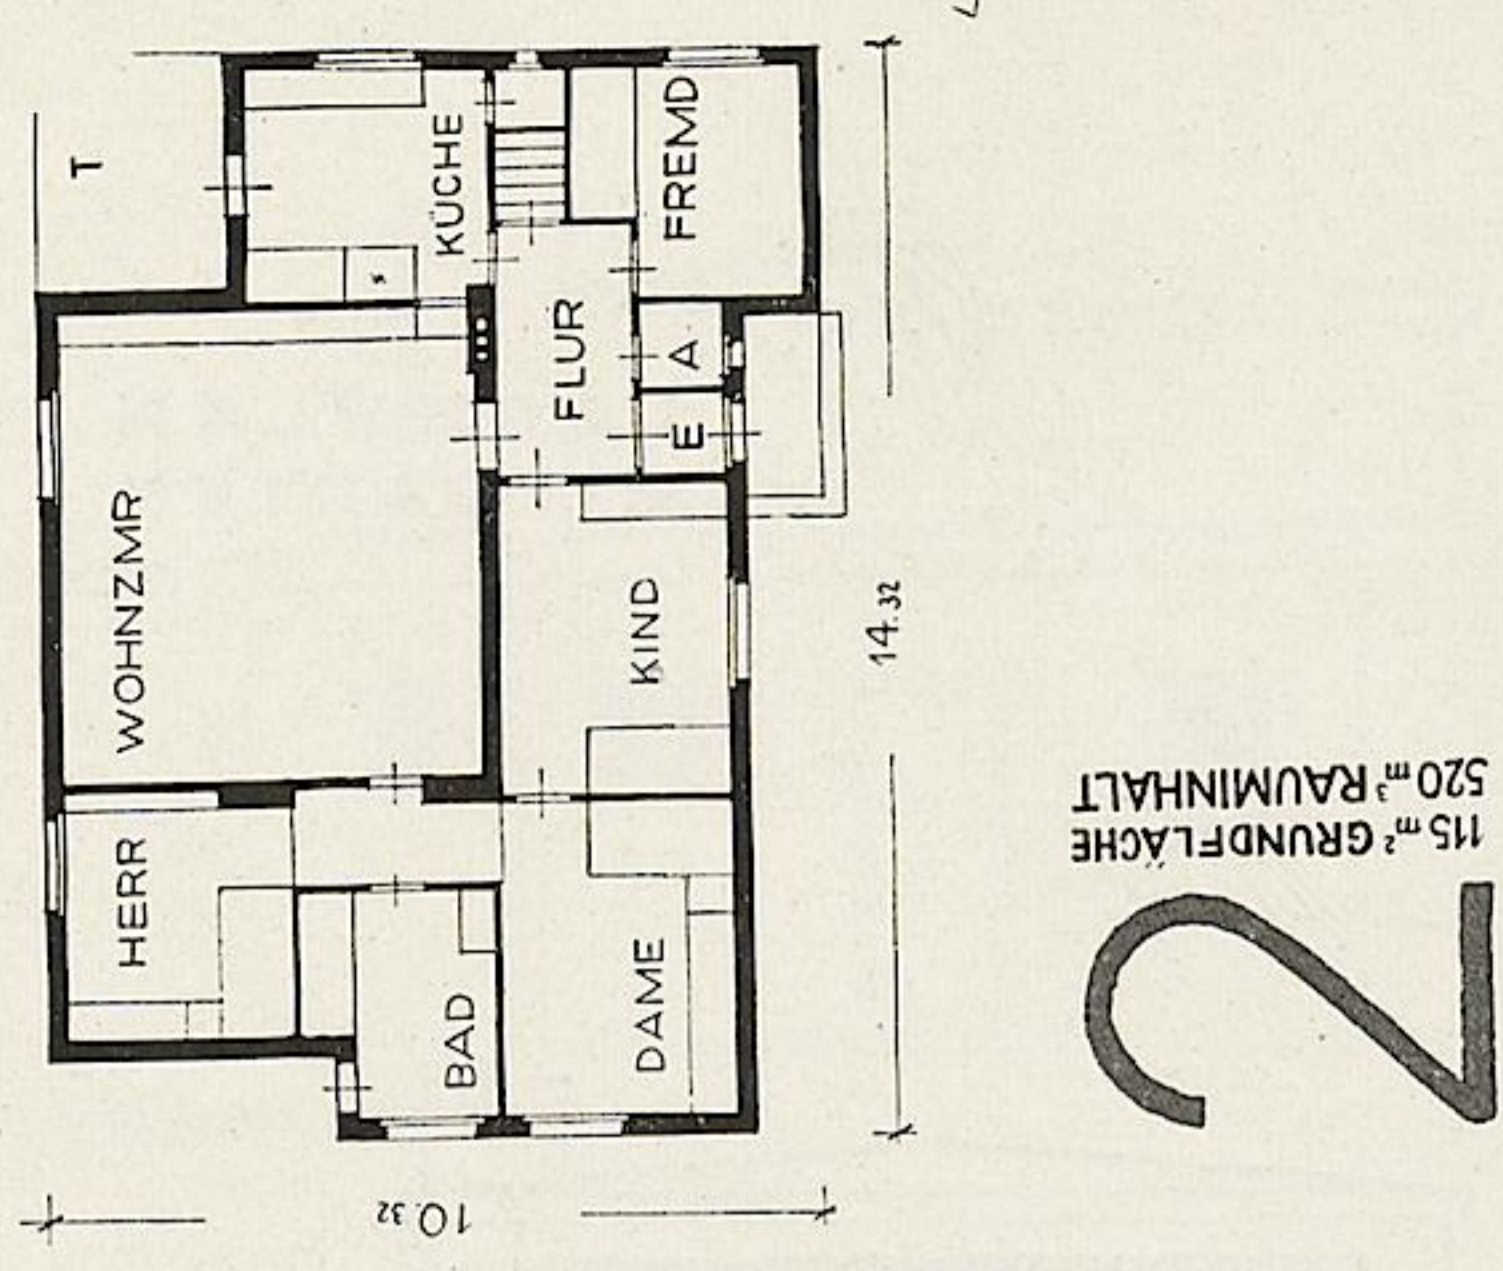 T
KÜCHE
s
FREMD
FLUR
A
E
WOHNZMR
KIND
HERR
BAD
DAME
14.32
10.32
2
115 m² GRUNDFLÄCHE
520 m³ RAUMINHALT